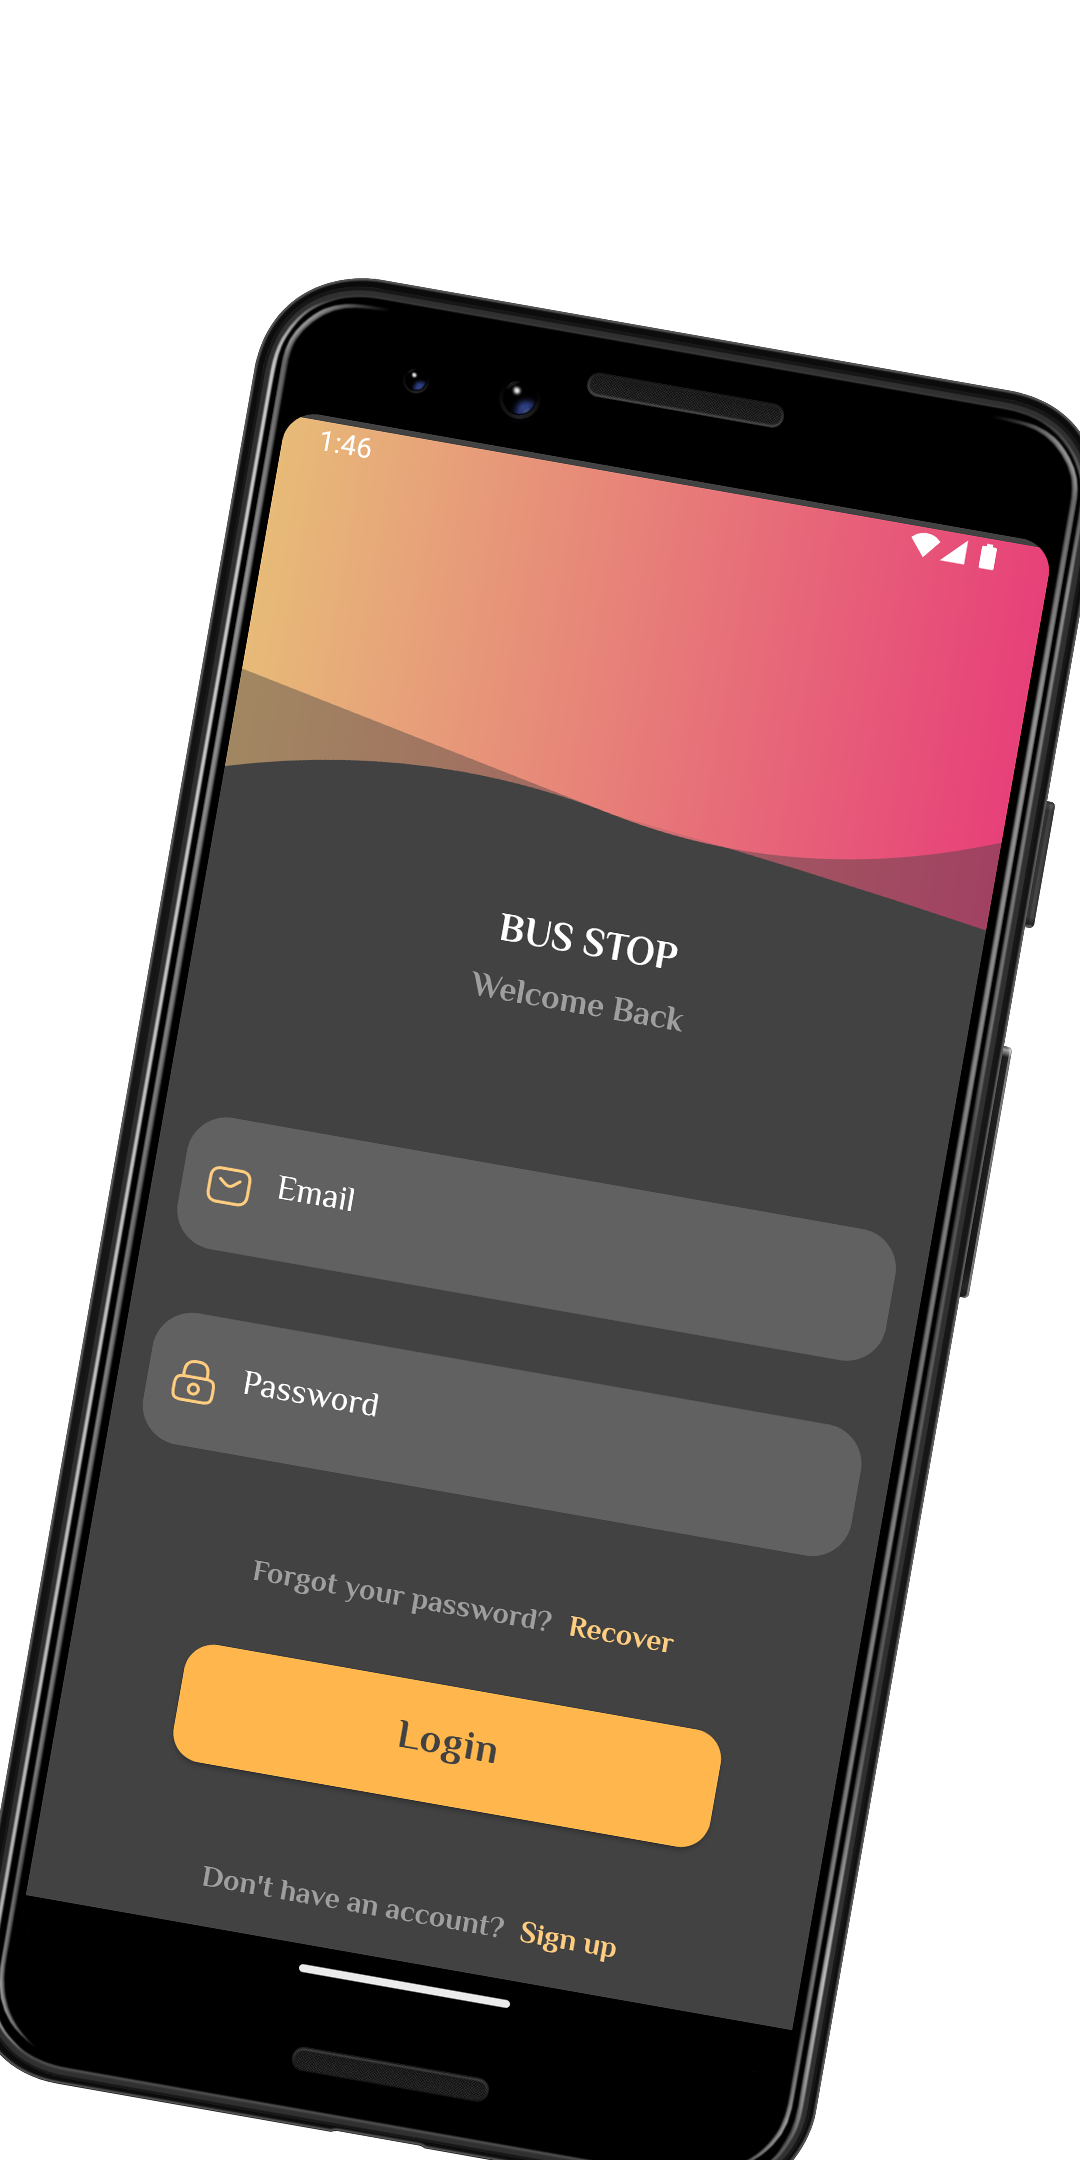 1:46
BUS STOP
Welcome Back
Email
Password
Forgot your password? Recover
Login
Don't have an account? Sign up